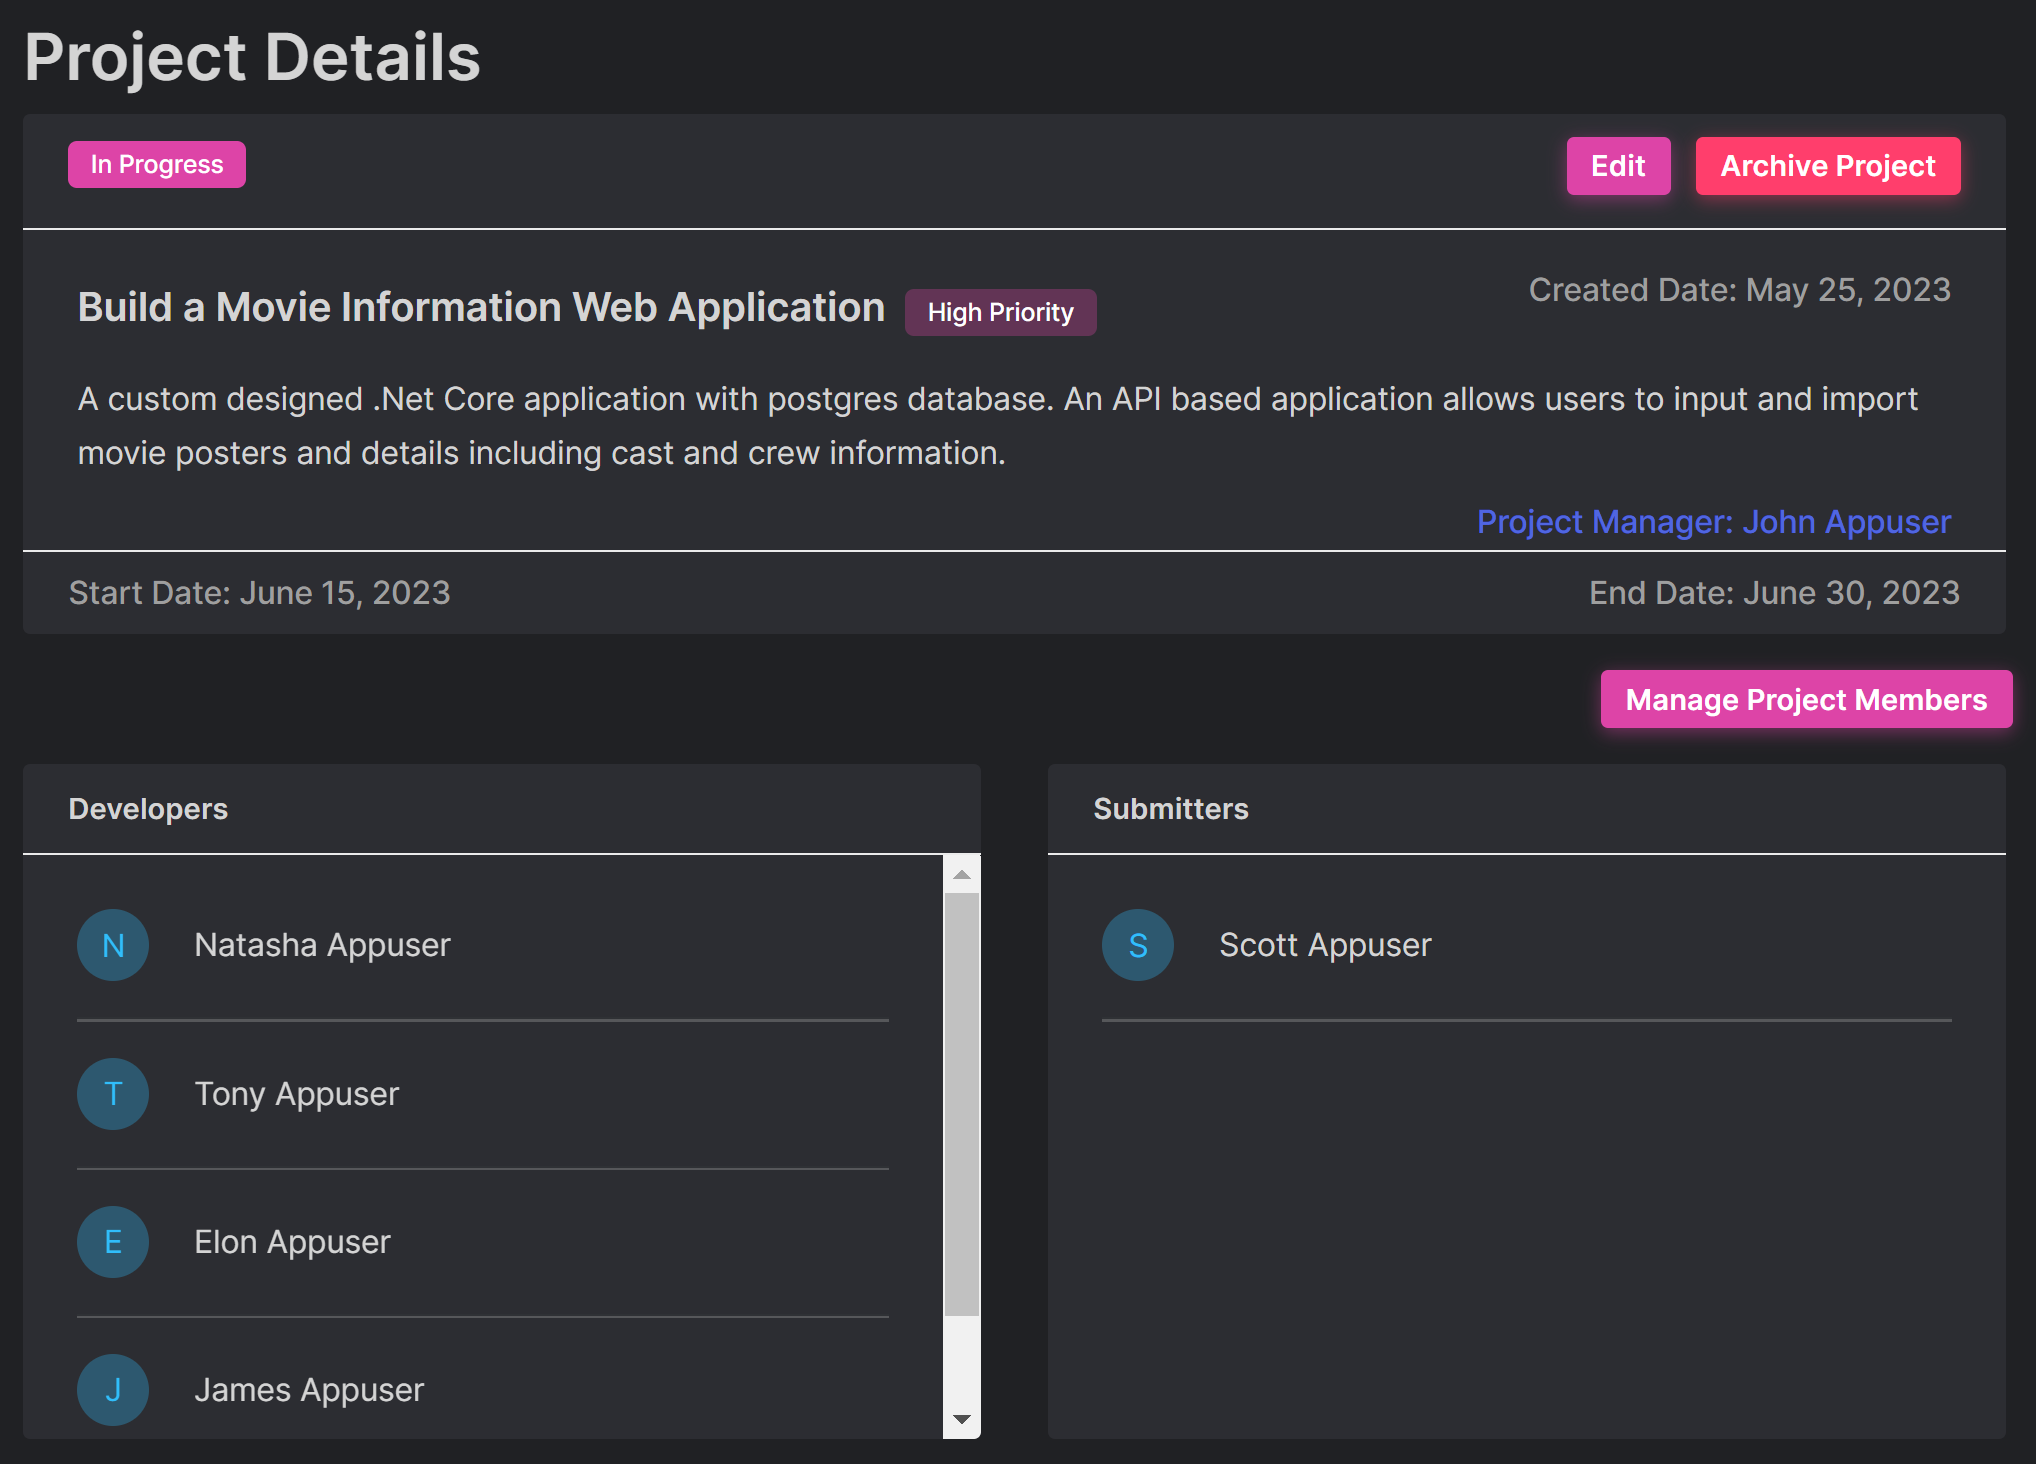 Project Details
In Progress
Edit
Archive Project
Build a Movie Information Web Application
High Priority
Created Date: May 25, 2023
A custom designed .Net Core application with postgres database. An API based application allows users to input and import
movie posters and details including cast and crew information.
Project Manager: John Appuser
Start Date: June 15, 2023
End Date: June 30, 2023
Manage Project Members
Developers
N
Natasha Appuser
T
Tony Appuser
E
Elon Appuser
J
James Appuser
Submitters
S
Scott Appuser